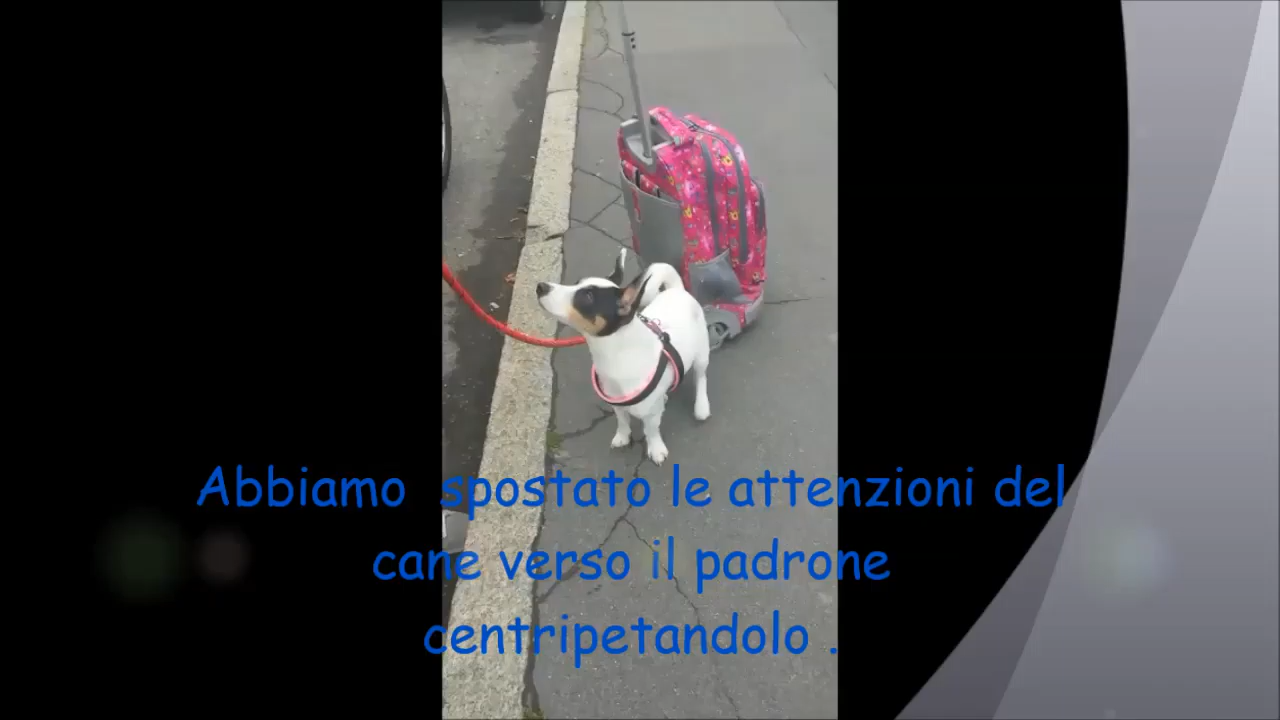 Abbiamo spostato le attenzioni del
cane verso il padrone
centripetandolo .